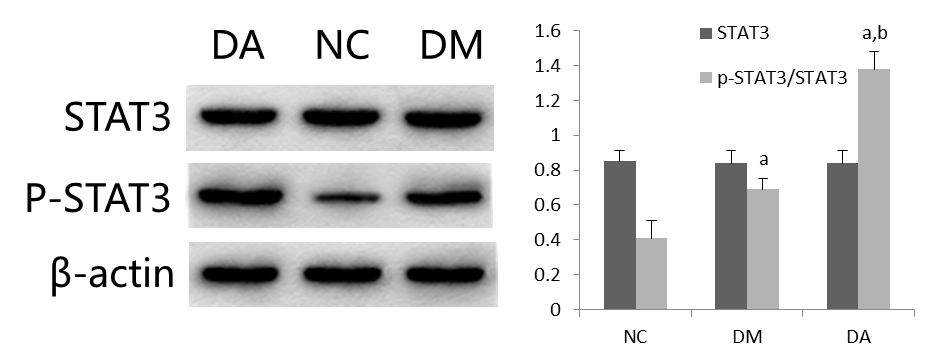 DA NC DM
STAT3
P-STAT3
β-actin
1.6
1.4
1.2
1
0.8
0.6
0.4
0.2
0
STAT3
p-STAT3/STAT3
a
a,b
NC DM DA